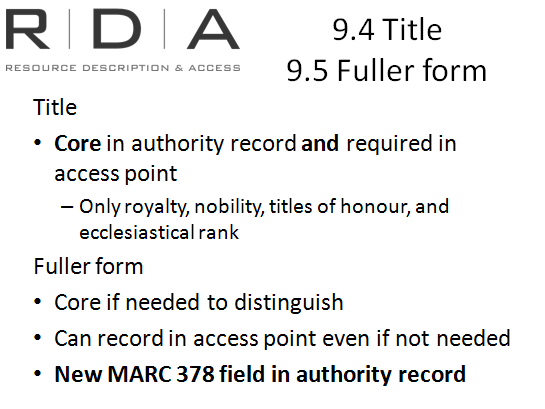 R | D | A
RESOURCE DESCRIPTION & ACCESS
9.4 Title
9.5 Fuller form
Title
• Core in authority record and required in
access point
– Only royalty, nobility, titles of honour, and
ecclesiastical rank
Fuller form
• Core if needed to distinguish
• Can record in access point even if not needed
• New MARC 378 field in authority record